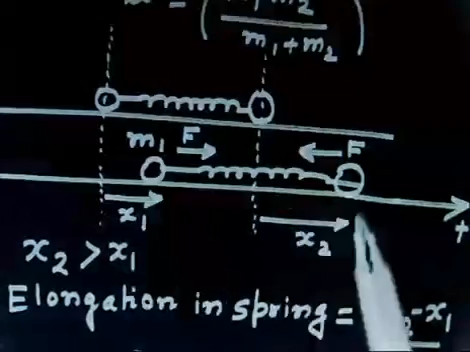 m₁+m₂
m₁ F F
x₁ x₂ +
x₂ > x₁
Elongation in spring = -x₁